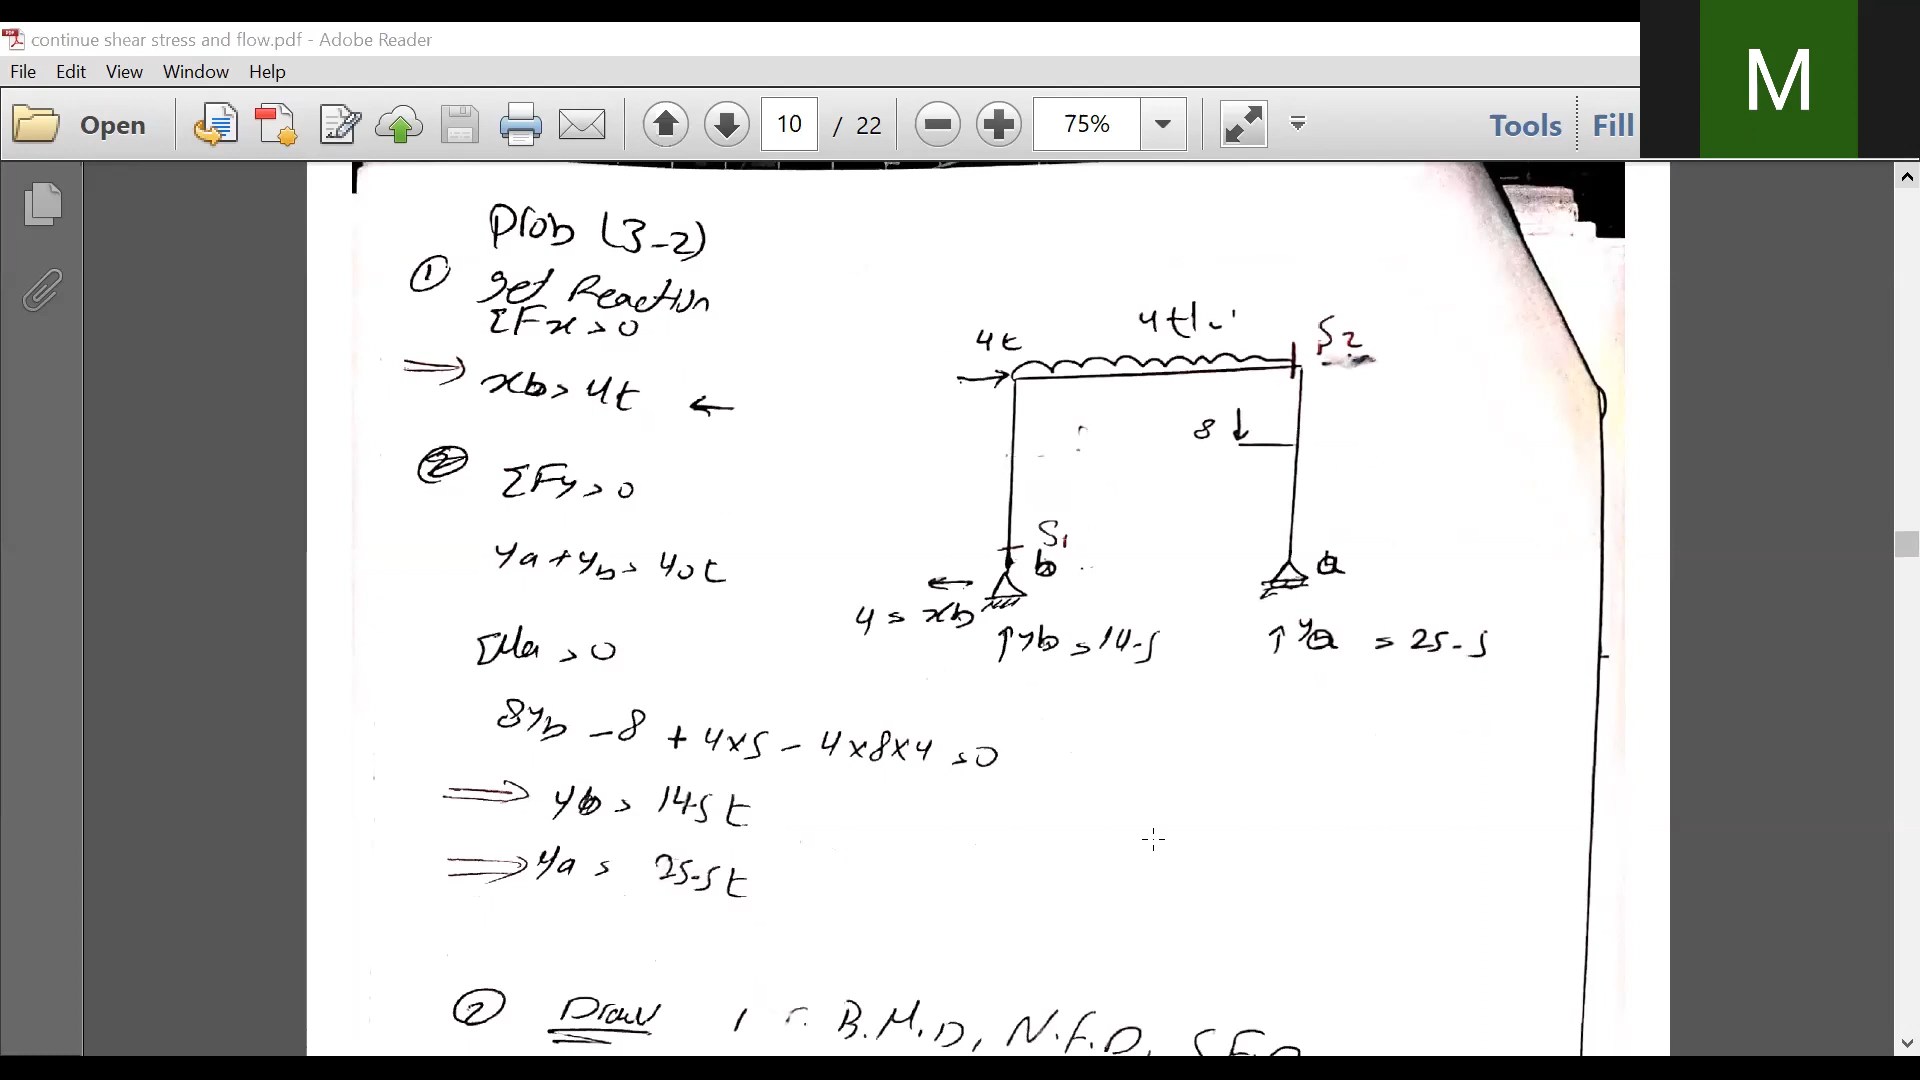 continue shear stress and flow.pdf - Adobe Reader
File Edit View Window Help
Open 10 / 22 75% Tools Fill
M
Prob (3-2)
① get Reaction
ΣFx = 0
⇒ xb = 4t ←
② ΣFy = 0
ya + yb = 40t
ΣMa = 0
8yb - 8 + 4x5 - 4x8x4 = 0
⇒ yb = 14.5t
⇒ ya = 25.5t
② Draw B.M.D, N.F.D, S.F.D
4t
S2
8 ↓
S1
b
a
4 = xb
↑yb = 14.5
↑ya = 25.5